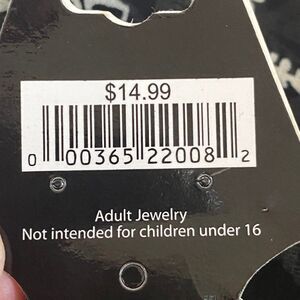 $14.99
0 00365 22008 2
Adult Jewelry
Not intended for children under 16